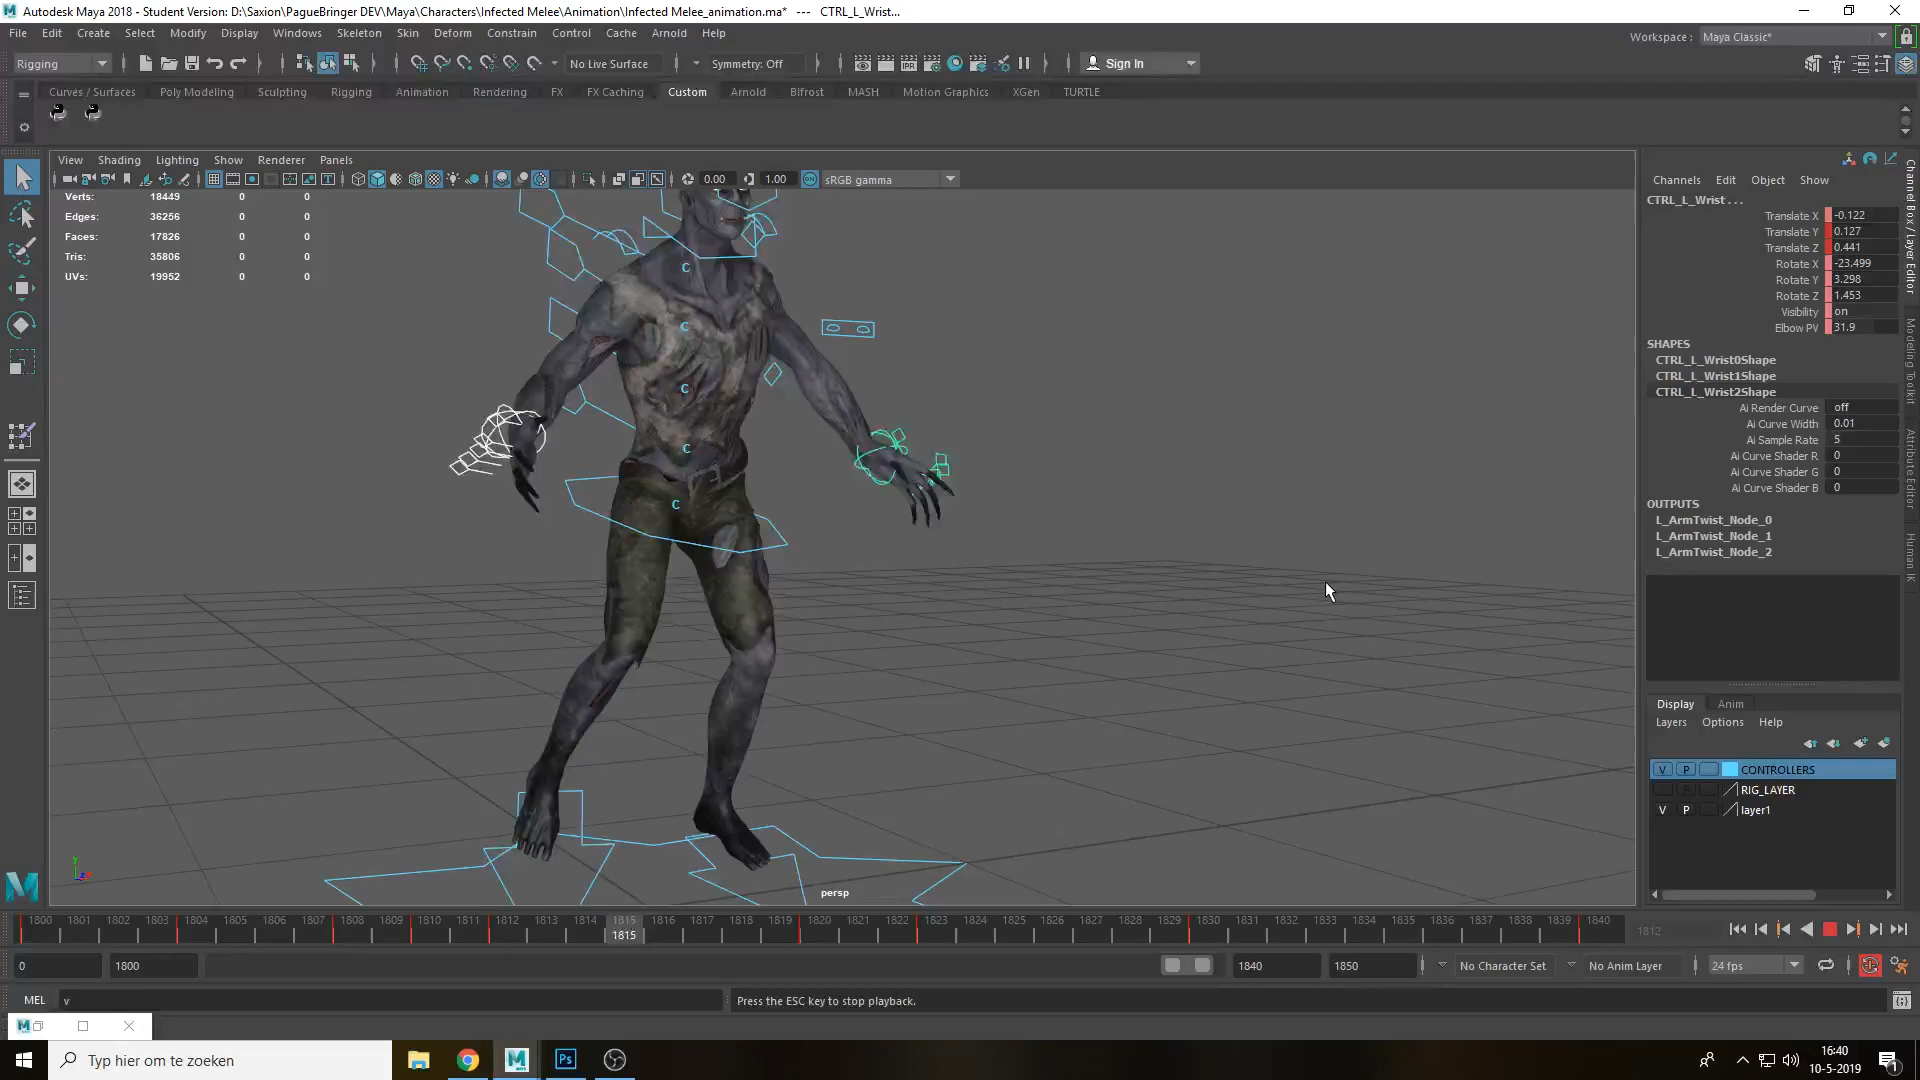 Autodesk Maya 2018 - Student Version: D:\Saxion\PagueBringer DEV\Maya\Characters\Infected Melee\Animation\Infected Melee_animation.ma* --- CTRL_L_Wrist...
File Edit Create Select Modify Display Windows Skeleton Skin Deform Constrain Control Cache Arnold Help
Workspace : Maya Classic*
Rigging No Live Surface Symmetry: Off Sign In
Curves / Surfaces Poly Modeling Sculpting Rigging Animation Rendering FX FX Caching Custom Arnold Bifrost MASH Motion Graphics XGen TURTLE
View Shading Lighting Show Renderer Panels
0.00 1.00 sRGB gamma
Verts: 18449 0 0
Edges: 36256 0 0
Faces: 17826 0 0
Tris: 35806 0 0
UVs: 19952 0 0
C
C
C
C
C
persp
Channels Edit Object Show
CTRL_L_Wrist . . .
Translate X -0.122
Translate Y 0.127
Translate Z 0.441
Rotate X -23.499
Rotate Y 3.298
Rotate Z 1.453
Visibility on
Elbow PV 31.9
SHAPES
CTRL_L_Wrist0Shape
CTRL_L_Wrist1Shape
CTRL_L_Wrist2Shape
Ai Render Curve off
Ai Curve Width 0.01
Ai Sample Rate 5
Ai Curve Shader R 0
Ai Curve Shader G 0
Ai Curve Shader B 0
OUTPUTS
L_ArmTwist_Node_0
L_ArmTwist_Node_1
L_ArmTwist_Node_2
Channel Box / Layer Editor
Modeling Toolkit
Attribute Editor
Human IK
Display Anim
Layers Options Help
V P CONTROLLERS
RIG_LAYER
V P layer1
1800 1801 1802 1803 1804 1805 1806 1807 1808 1809 1810 1811 1812 1813 1814 1815 1816 1817 1818 1819 1820 1821 1822 1823 1824 1825 1826 1827 1828 1829 1830 1831 1832 1833 1834 1835 1836 1837 1838 1839 1840
1815 1812
0 1800 1840 1850 No Character Set No Anim Layer 24 fps
MEL v Press the ESC key to stop playback.
Typ hier om te zoeken
Ps
16:40
10-5-2019
1